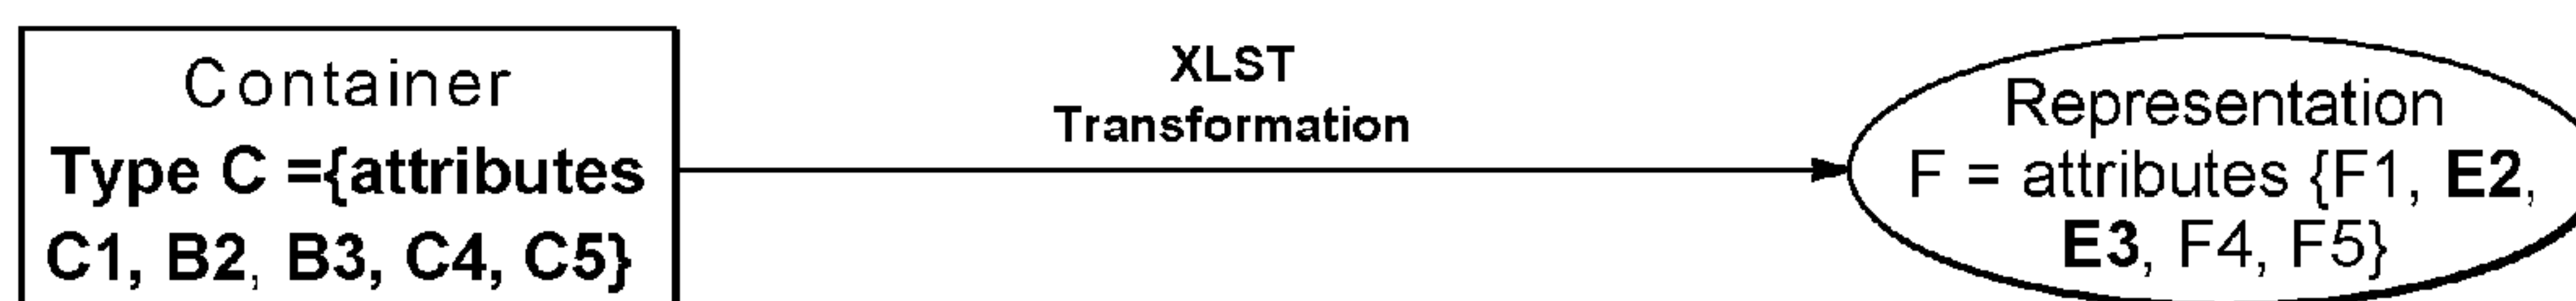 Container
Type C ={attributes
C1, B2, B3, C4, C5}
XLST
Transformation
Representation
F = attributes {F1, E2,
E3, F4, F5}